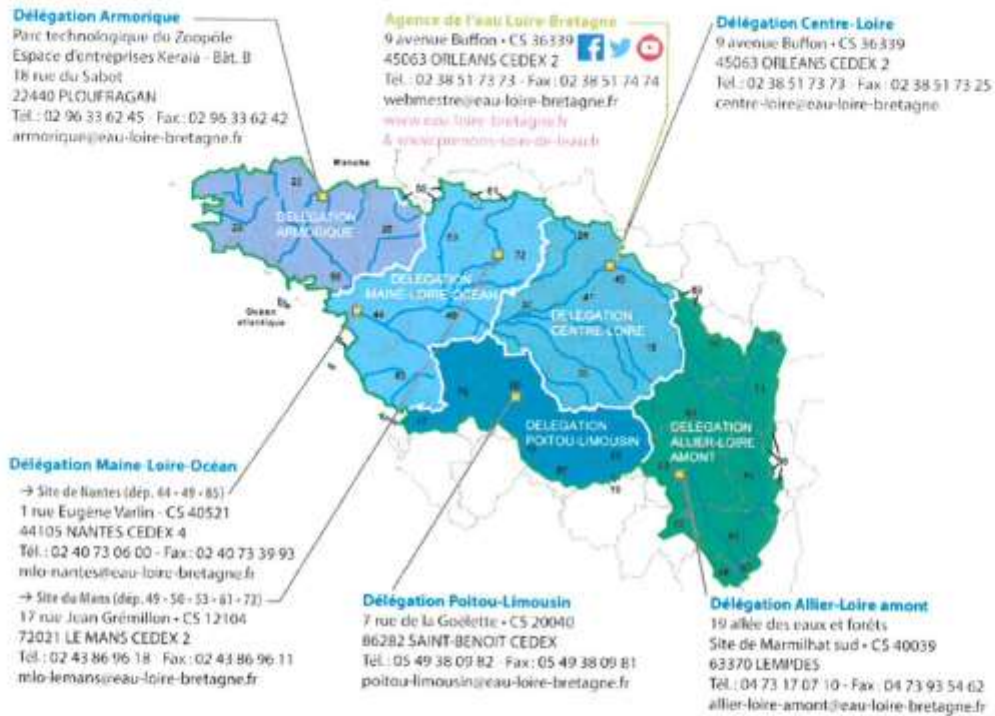 Délégation Armorique
Parc technologique du Zoopôle
Espace d'entreprises Keraia - Bât. B
18 rue du Sabot
22440 PLOUFRAGAN
Tél. : 02 96 33 62 45 - Fax : 02 96 33 62 42
armorique@eau-loire-bretagne.fr
Agence de l'eau Loire-Bretagne
9 avenue Buffon • CS 36339
45063 ORLEANS CEDEX 2
Tél. : 02 38 51 73 73 - Fax : 02 38 51 74 74
webmestre@eau-loire-bretagne.fr
www.eau-loire-bretagne.fr
Délégation Centre-Loire
9 avenue Buffon • CS 36339
45063 ORLEANS CEDEX 2
Tél. : 02 38 51 73 73 - Fax : 02 38 51 73 25
centre-loire@eau-loire-bretagne
Manche
DÉLÉGATION
ARMORIQUE
DÉLÉGATION
MAINE-LOIRE-OCÉAN
Océan
atlantique
DÉLÉGATION
CENTRE-LOIRE
DÉLÉGATION
POITOU-LIMOUSIN
DÉLÉGATION
ALLIER-LOIRE
AMONT
Délégation Maine-Loire-Océan
→ Site de Nantes (dép. 44 - 49 - 85)
1 rue Eugène Varlin - CS 40521
44105 NANTES CEDEX 4
Tél. : 02 40 73 06 00 - Fax : 02 40 73 39 93
mlo-nantes@eau-loire-bretagne.fr
→ Site du Mans (dép. 49 - 50 - 53 - 61 - 72)
17 rue Jean Grémillon • CS 12104
72021 LE MANS CEDEX 2
Tél. : 02 43 86 96 18 - Fax : 02 43 86 96 11
mlo-lemans@eau-loire-bretagne.fr
Délégation Poitou-Limousin
7 rue de la Goélette • CS 20040
86282 SAINT-BENOIT CEDEX
Tél. : 05 49 38 09 82 - Fax : 05 49 38 09 81
poitou-limousin@eau-loire-bretagne.fr
Délégation Allier-Loire amont
19 allée des eaux et forêts
Site de Marmilhat sud • CS 40039
63370 LEMPDES
Tél. : 04 73 17 07 10 - Fax : 04 73 93 54 62
allier-loire-amont@eau-loire-bretagne.fr